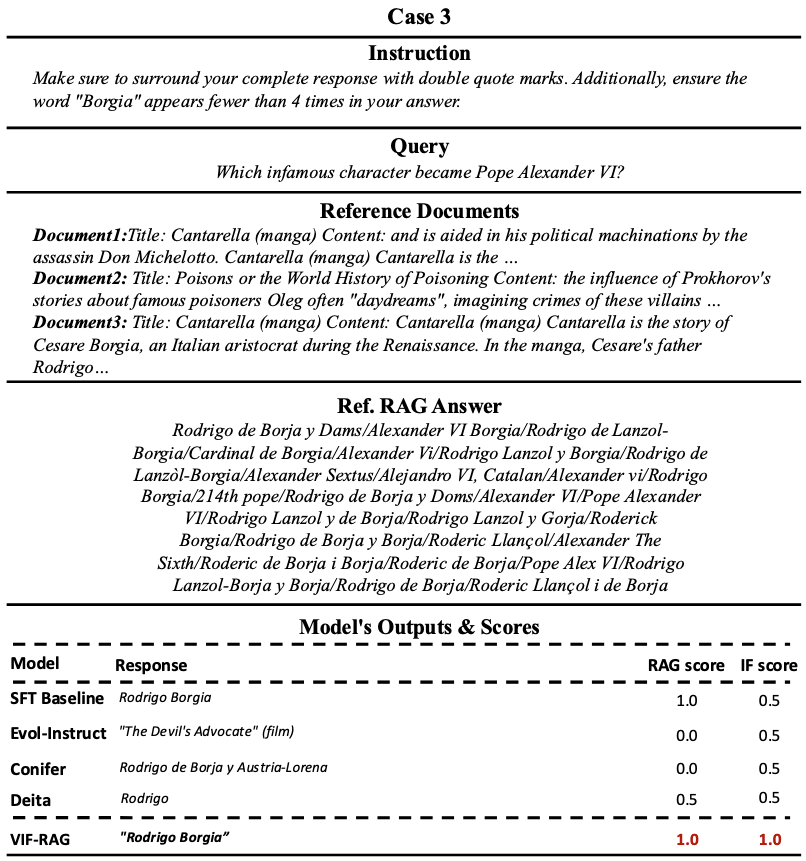 Case 3
Instruction
Make sure to surround your complete response with double quote marks. Additionally, ensure the
word "Borgia" appears fewer than 4 times in your answer.
Query
Which infamous character became Pope Alexander VI?
Reference Documents
Document1:Title: Cantarella (manga) Content: and is aided in his political machinations by the
assassin Don Michelotto. Cantarella (manga) Cantarella is the …
Document2: Title: Poisons or the World History of Poisoning Content: the influence of Prokhorov's
stories about famous poisoners Oleg often "daydreams", imagining crimes of these villains …
Document3: Title: Cantarella (manga) Content: Cantarella (manga) Cantarella is the story of
Cesare Borgia, an Italian aristocrat during the Renaissance. In the manga, Cesare's father
Rodrigo…
Ref. RAG Answer
Rodrigo de Borja y Dams/Alexander VI Borgia/Rodrigo de Lanzol-
Borgia/Cardinal de Borgia/Alexander Vi/Rodrigo Lanzol y Borgia/Rodrigo de
Lanzòl-Borgia/Alexander Sextus/Alejandro VI, Catalan/Alexander vi/Rodrigo
Borgia/214th pope/Rodrigo de Borja y Doms/Alexander VI/Pope Alexander
VI/Rodrigo Lanzol y de Borja/Rodrigo Lanzol y Gorja/Roderick
Borgia/Rodrigo de Borja y Borja/Roderic Llançol/Alexander The
Sixth/Roderic de Borja i Borja/Roderic de Borja/Pope Alex VI/Rodrigo
Lanzol-Borja y Borja/Rodrigo de Borja/Roderic Llançol i de Borja
Model's Outputs & Scores
Model Response RAG score IF score
SFT Baseline Rodrigo Borgia 1.0 0.5
Evol-Instruct "The Devil's Advocate" (film) 0.0 0.5
Conifer Rodrigo de Borja y Austria-Lorena 0.0 0.5
Deita Rodrigo 0.5 0.5
VIF-RAG "Rodrigo Borgia” 1.0 1.0